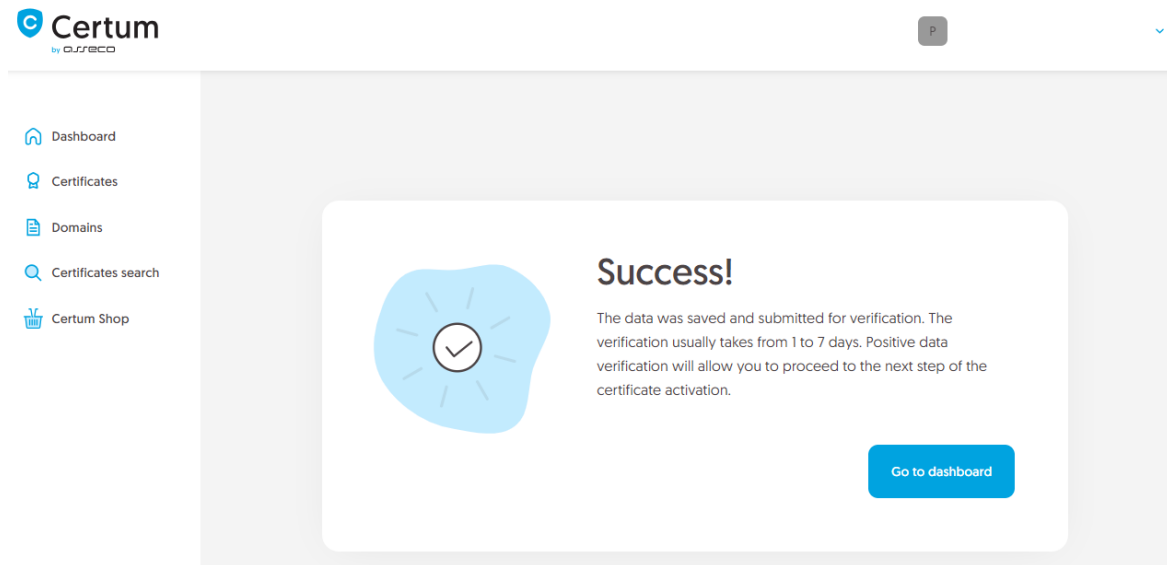 Certum
by asseco
P
Dashboard
Certificates
Domains
Certificates search
Certum Shop
Success!
The data was saved and submitted for verification. The
verification usually takes from 1 to 7 days. Positive data
verification will allow you to proceed to the next step of the
certificate activation.
Go to dashboard